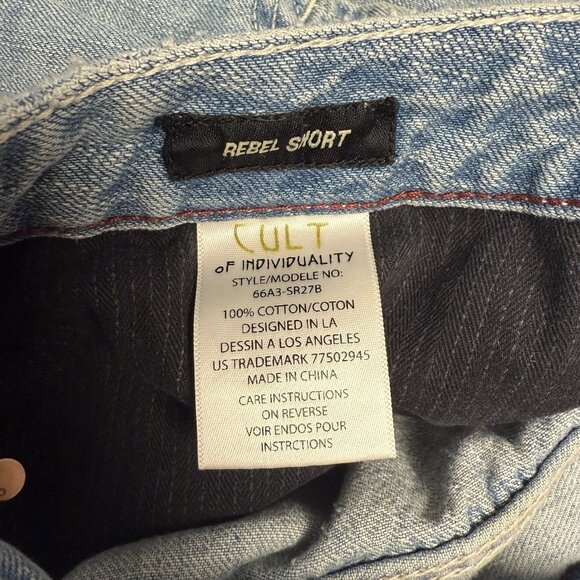 REBEL SHORT
CULT
OF INDIVIDUALITY
STYLE/MODELE NO:
66A3-SR27B
100% COTTON/COTON
DESIGNED IN LA
DESSIN A LOS ANGELES
US TRADEMARK 77502945
MADE IN CHINA
CARE INSTRUCTIONS
ON REVERSE
VOIR ENDOS POUR
INSTRCTIONS